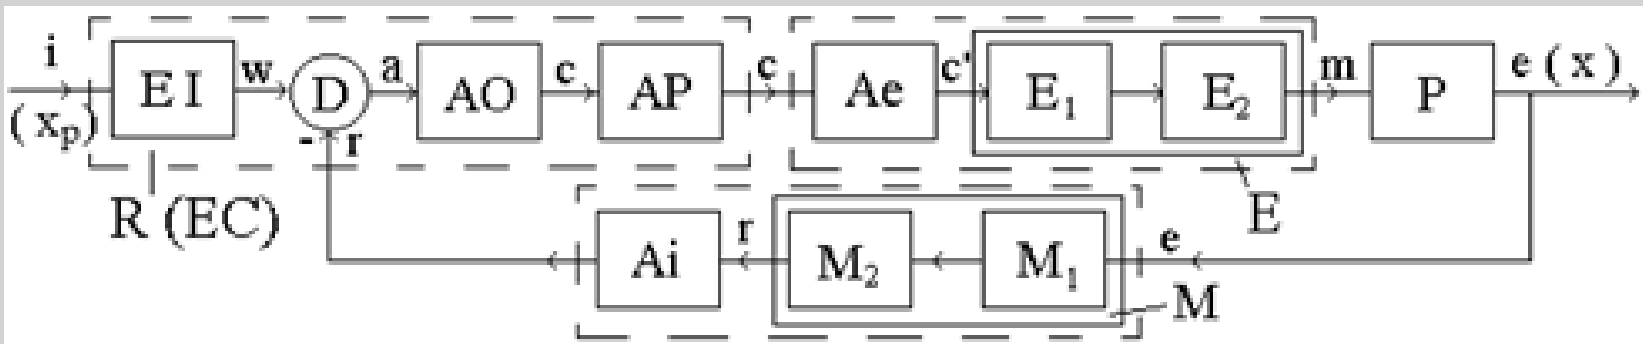 i w a c c c' m e (x)
EI D AO AP Ae E₁ E₂ P
(xₚ) - r
R (EC) E
r e
Ai M₂ M₁
M